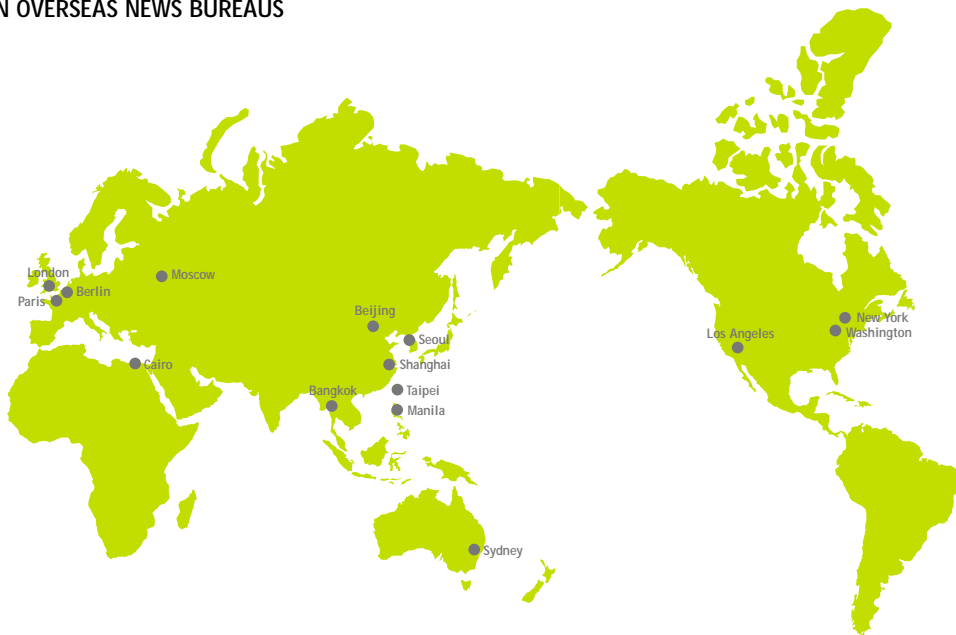 N OVERSEAS NEWS BUREAUS
London
Moscow
Berlin
Paris
Beijing
New York
Los Angeles
Washington
Seoul
Cairo
Shanghai
Bangkok
Taipei
Manila
Sydney